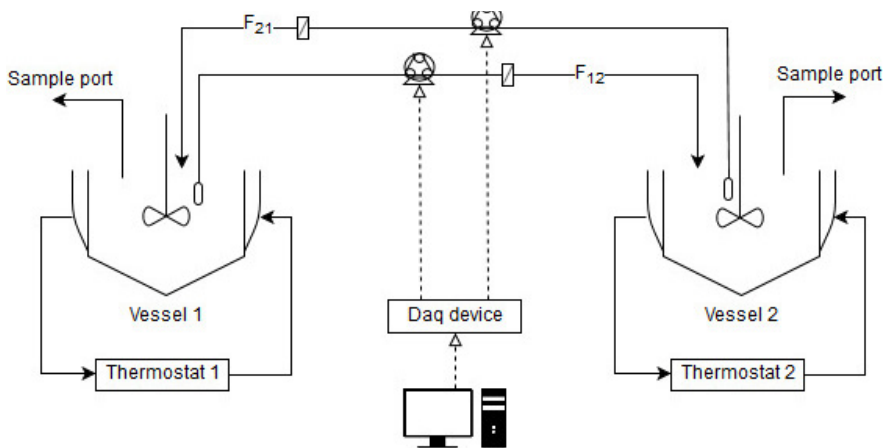 F21
Sample port
Sample port
F12
Vessel 1
Daq device
Vessel 2
Thermostat 1
Thermostat 2